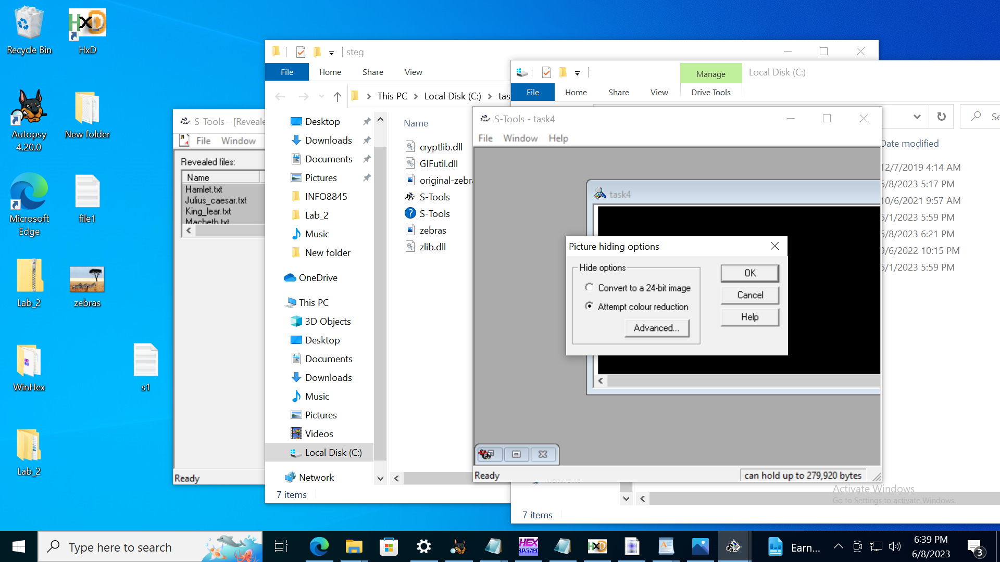 Recycle Bin
HxD
Autopsy
4.20.0
New folder
Microsoft
Edge
file1
Lab_2
zebras
WinHex
s1
Lab_2
S-Tools - [Reveale
File Window
Revealed files:
Name
Hamlet.txt
Julius_caesar.txt
King_lear.txt
Macbeth.txt
Ready
steg
File Home Share View
This PC Local Disk (C:) tas
Desktop
Downloads
Documents
Pictures
INFO8845
Lab_2
Music
New folder
OneDrive
This PC
3D Objects
Desktop
Documents
Downloads
Music
Pictures
Videos
Local Disk (C:)
Network
7 items
Name
cryptlib.dll
GIFutil.dll
original-zebra
S-Tools
S-Tools
zebras
zlib.dll
Manage Local Disk (C:)
File Home Share View Drive Tools
Se
Date modified
12/7/2019 4:14 AM
6/8/2023 5:17 PM
10/6/2021 9:57 AM
6/1/2023 5:59 PM
6/8/2023 6:21 PM
9/6/2022 10:15 PM
6/1/2023 5:59 PM
7 items
S-Tools - task4
File Window Help
task4
Picture hiding options
Hide options
Convert to a 24-bit image
Attempt colour reduction
Advanced...
OK
Cancel
Help
Ready
can hold up to 279,920 bytes
Activate Windows
Go to Settings to activate Windows.
Type here to search
Earn...
6:39 PM
6/8/2023
3